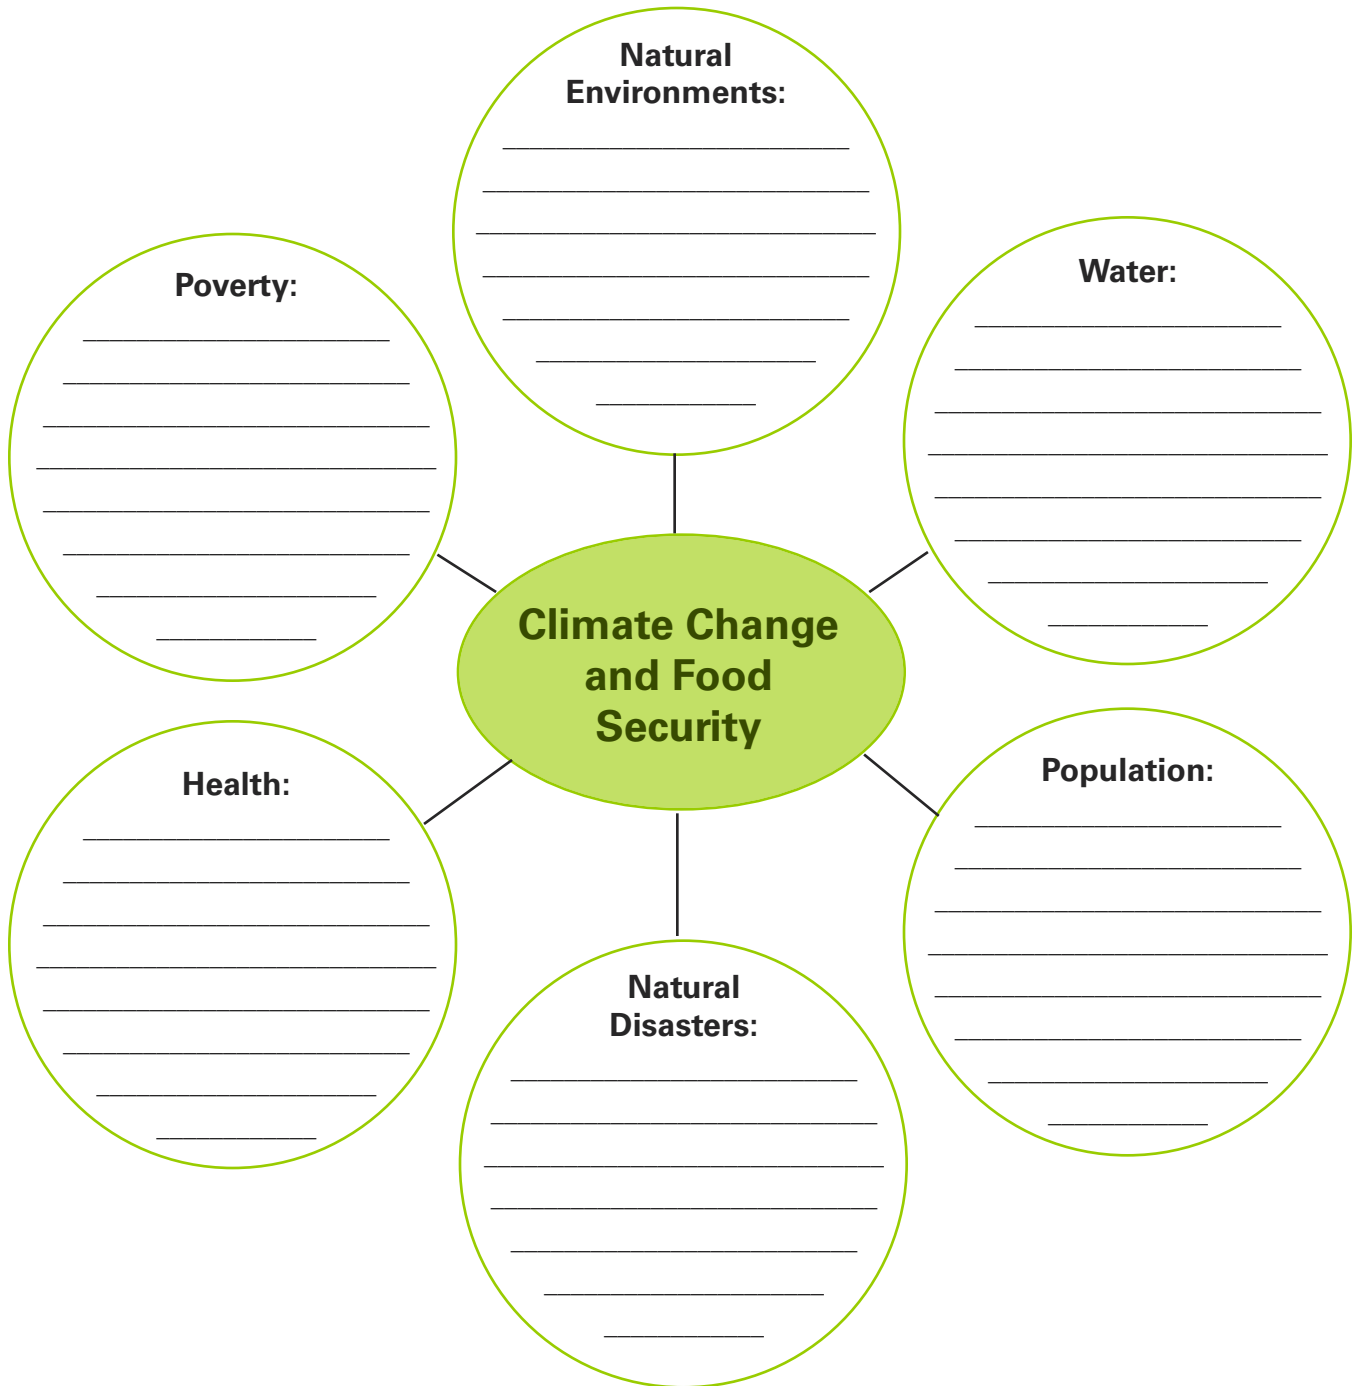 Natural
Environments:
Poverty:
Water:
Climate Change
and Food
Security
Health:
Population:
Natural
Disasters: